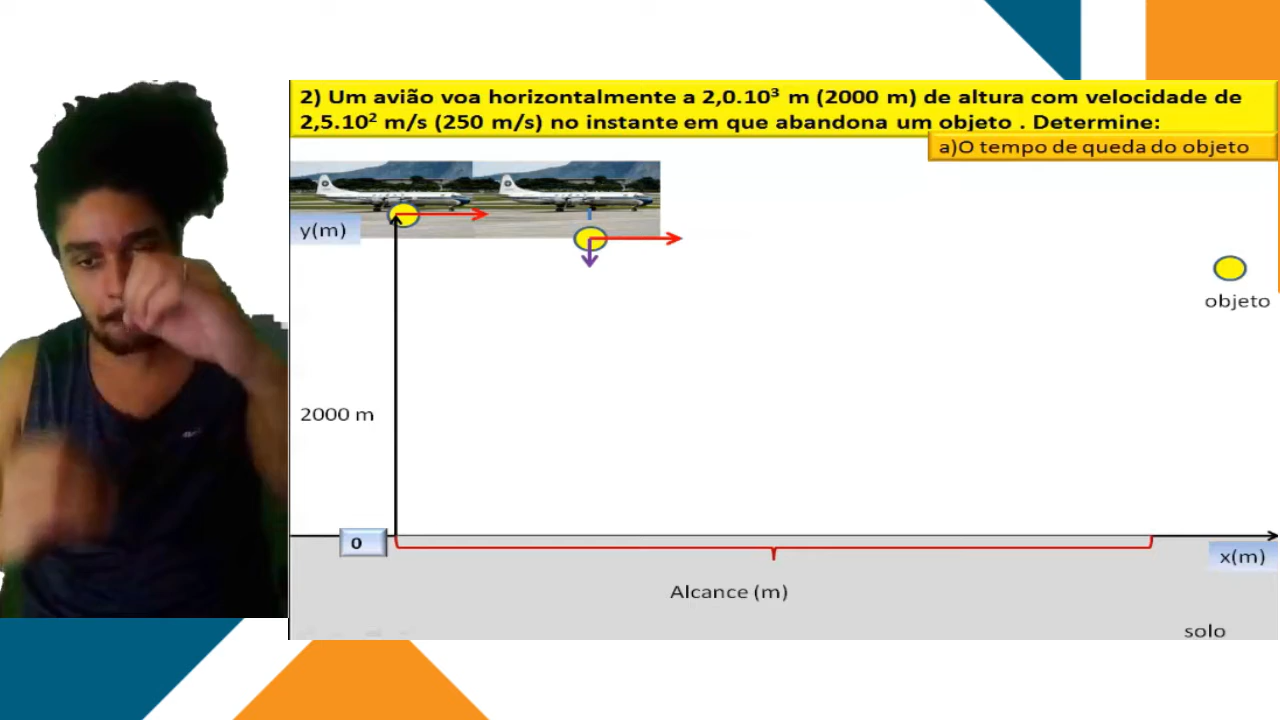 2) Um avião voa horizontalmente a 2,0.10³ m (2000 m) de altura com velocidade de
2,5.10² m/s (250 m/s) no instante em que abandona um objeto . Determine:
a)O tempo de queda do objeto
y(m)
objeto
2000 m
0
x(m)
Alcance (m)
solo